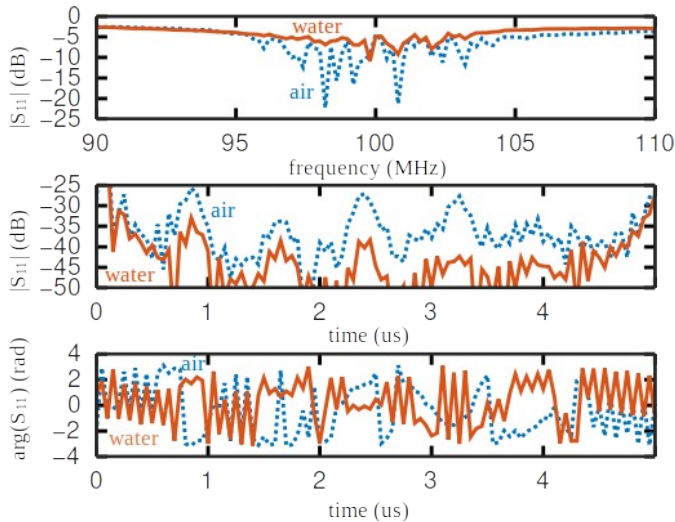 0
−5
−10
−15
−20
−25
|S11| (dB)
water
air
90 95 100 105 110
frequency (MHz)
−25
−30
−35
−40
−45
−50
|S11| (dB)
air
water
0 1 2 3 4
time (us)
4
2
0
−2
−4
arg(S11) (rad)
air
water
0 1 2 3 4
time (us)